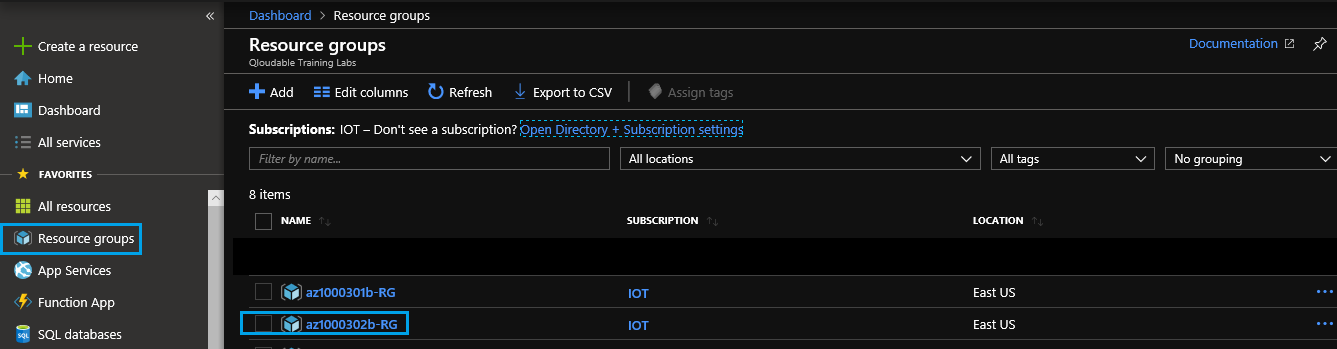 Dashboard > Resource groups
Create a resource
Home
Dashboard
All services
FAVORITES
All resources
Resource groups
App Services
Function App
SQL databases
Resource groups
Qloudable Training Labs
Documentation
Add Edit columns Refresh Export to CSV Assign tags
Subscriptions: IOT – Don't see a subscription? Open Directory + Subscription settings
Filter by name... All locations All tags No grouping
8 items
NAME SUBSCRIPTION LOCATION
az1000301b-RG IOT East US
az1000302b-RG IOT East US